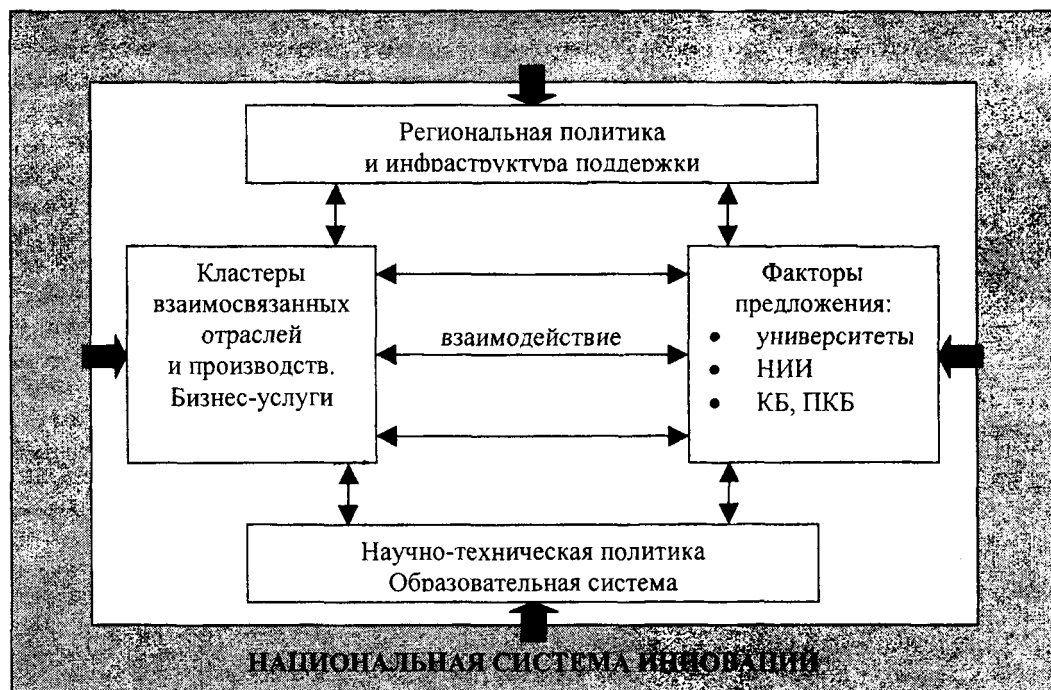 Региональная политика
и инфраструктура поддержки
Кластеры
взаимосвязанных
отраслей
и производств.
Бизнес-услуги
взаимодействие
Факторы
предложения:
• университеты
• НИИ
• КБ, ПКБ
Научно-техническая политика
Образовательная система
НАЦИОНАЛЬНАЯ СИСТЕМА ИННОВАЦИЙ